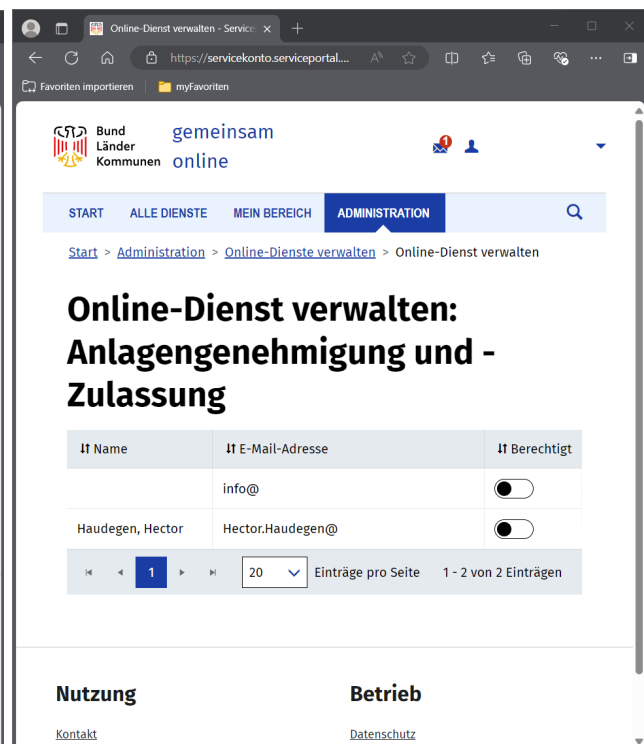 Online-Dienst verwalten - Service
https://servicekonto.serviceportal....
Favoriten importieren
myFavoriten
Bund
Länder
Kommunen
gemeinsam
online
1
START ALLE DIENSTE MEIN BEREICH ADMINISTRATION
Start > Administration > Online-Dienste verwalten > Online-Dienst verwalten
Online-Dienst verwalten:
Anlagengenehmigung und -
Zulassung
Name E-Mail-Adresse Berechtigt
info@
Haudegen, Hector Hector.Haudegen@
1 20 Einträge pro Seite 1 - 2 von 2 Einträgen
Nutzung Betrieb
Kontakt Datenschutz